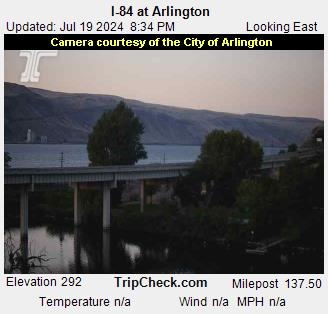 I-84 at Arlington
Updated: Jul 19 2024 8:34 PM Looking East
Camera courtesy of the City of Arlington
Elevation 292 TripCheck.com Milepost 137.50
Temperature n/a Wind n/a MPH n/a